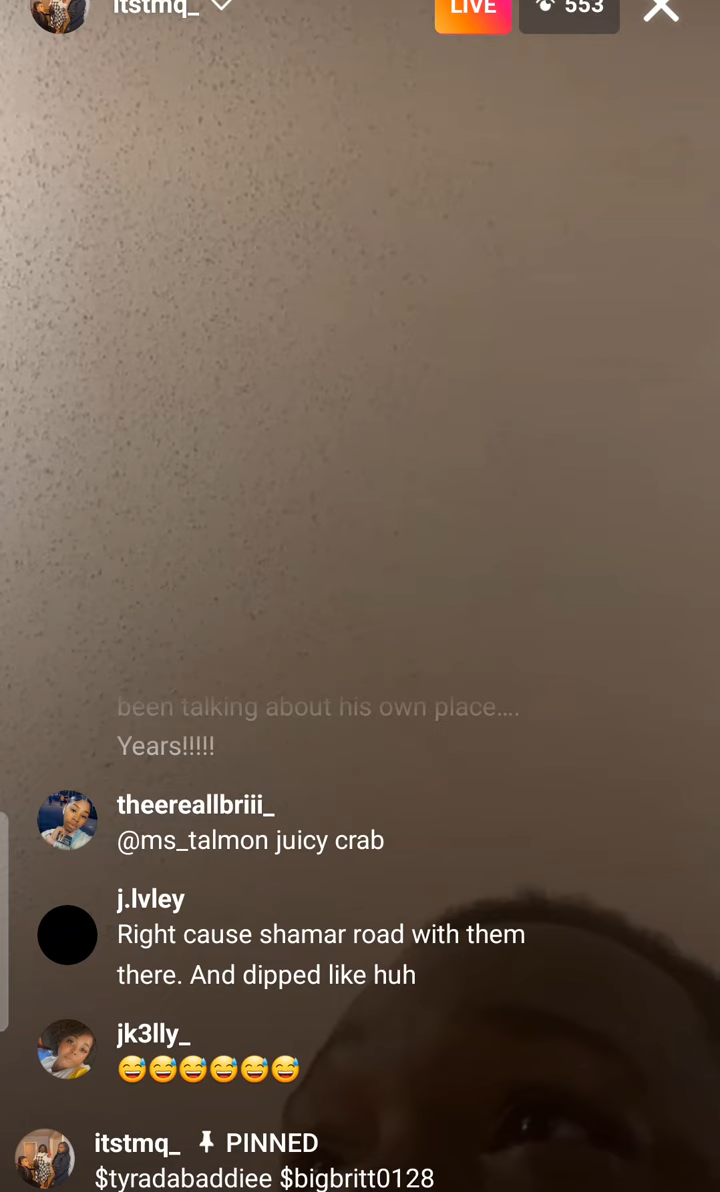 itstmq_
LIVE
553
been talking about his own place....
Years!!!!!
theereallbriii_
@ms_talmon juicy crab
j.lvley
Right cause shamar road with them
there. And dipped like huh
jk3lly_
😅😅😅😅😅😅
itstmq_ PINNED
$tyradabaddiee $bigbritt0128